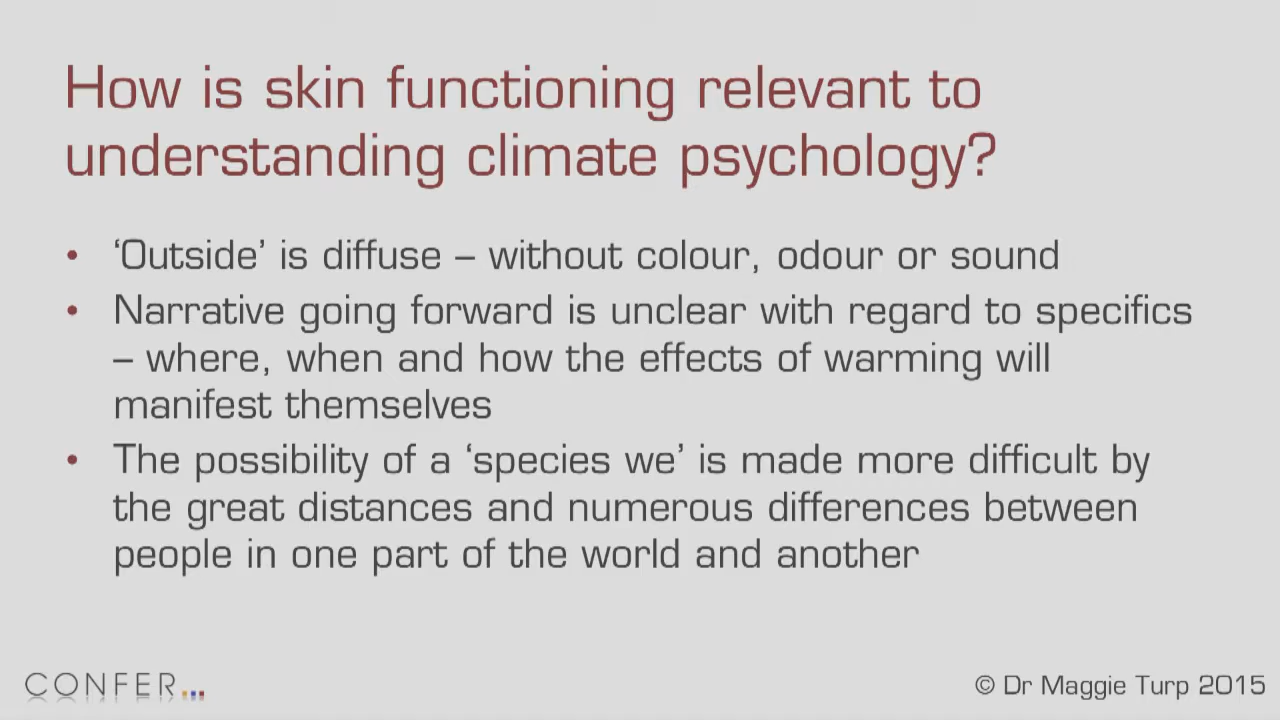 How is skin functioning relevant to
understanding climate psychology?
• ‘Outside’ is diffuse – without colour, odour or sound
• Narrative going forward is unclear with regard to specifics
– where, when and how the effects of warming will
manifest themselves
• The possibility of a ‘species we’ is made more difficult by
the great distances and numerous differences between
people in one part of the world and another
CONFER...
© Dr Maggie Turp 2015